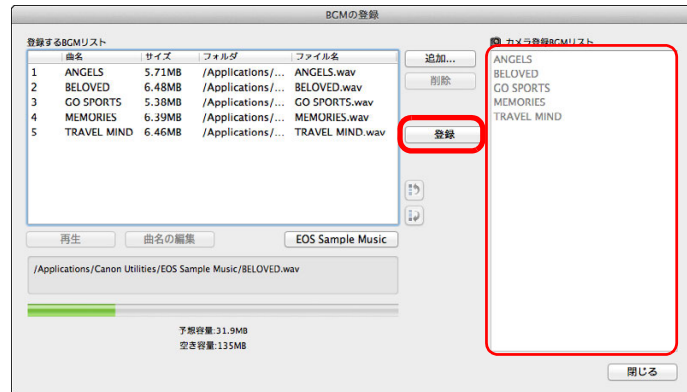 BGMの登録
登録するBGMリスト
曲名 サイズ フォルダ ファイル名
1 ANGELS 5.71MB /Applications/... ANGELS.wav
2 BELOVED 6.48MB /Applications/... BELOVED.wav
3 GO SPORTS 5.38MB /Applications/... GO SPORTS.wav
4 MEMORIES 6.39MB /Applications/... MEMORIES.wav
5 TRAVEL MIND 6.46MB /Applications/... TRAVEL MIND.wav
追加...
削除
登録
再生 曲名の編集 EOS Sample Music
/Applications/Canon Utilities/EOS Sample Music/BELOVED.wav
予想容量:31.9MB
空き容量:135MB
カメラ登録BGMリスト
ANGELS
BELOVED
GO SPORTS
MEMORIES
TRAVEL MIND
閉じる